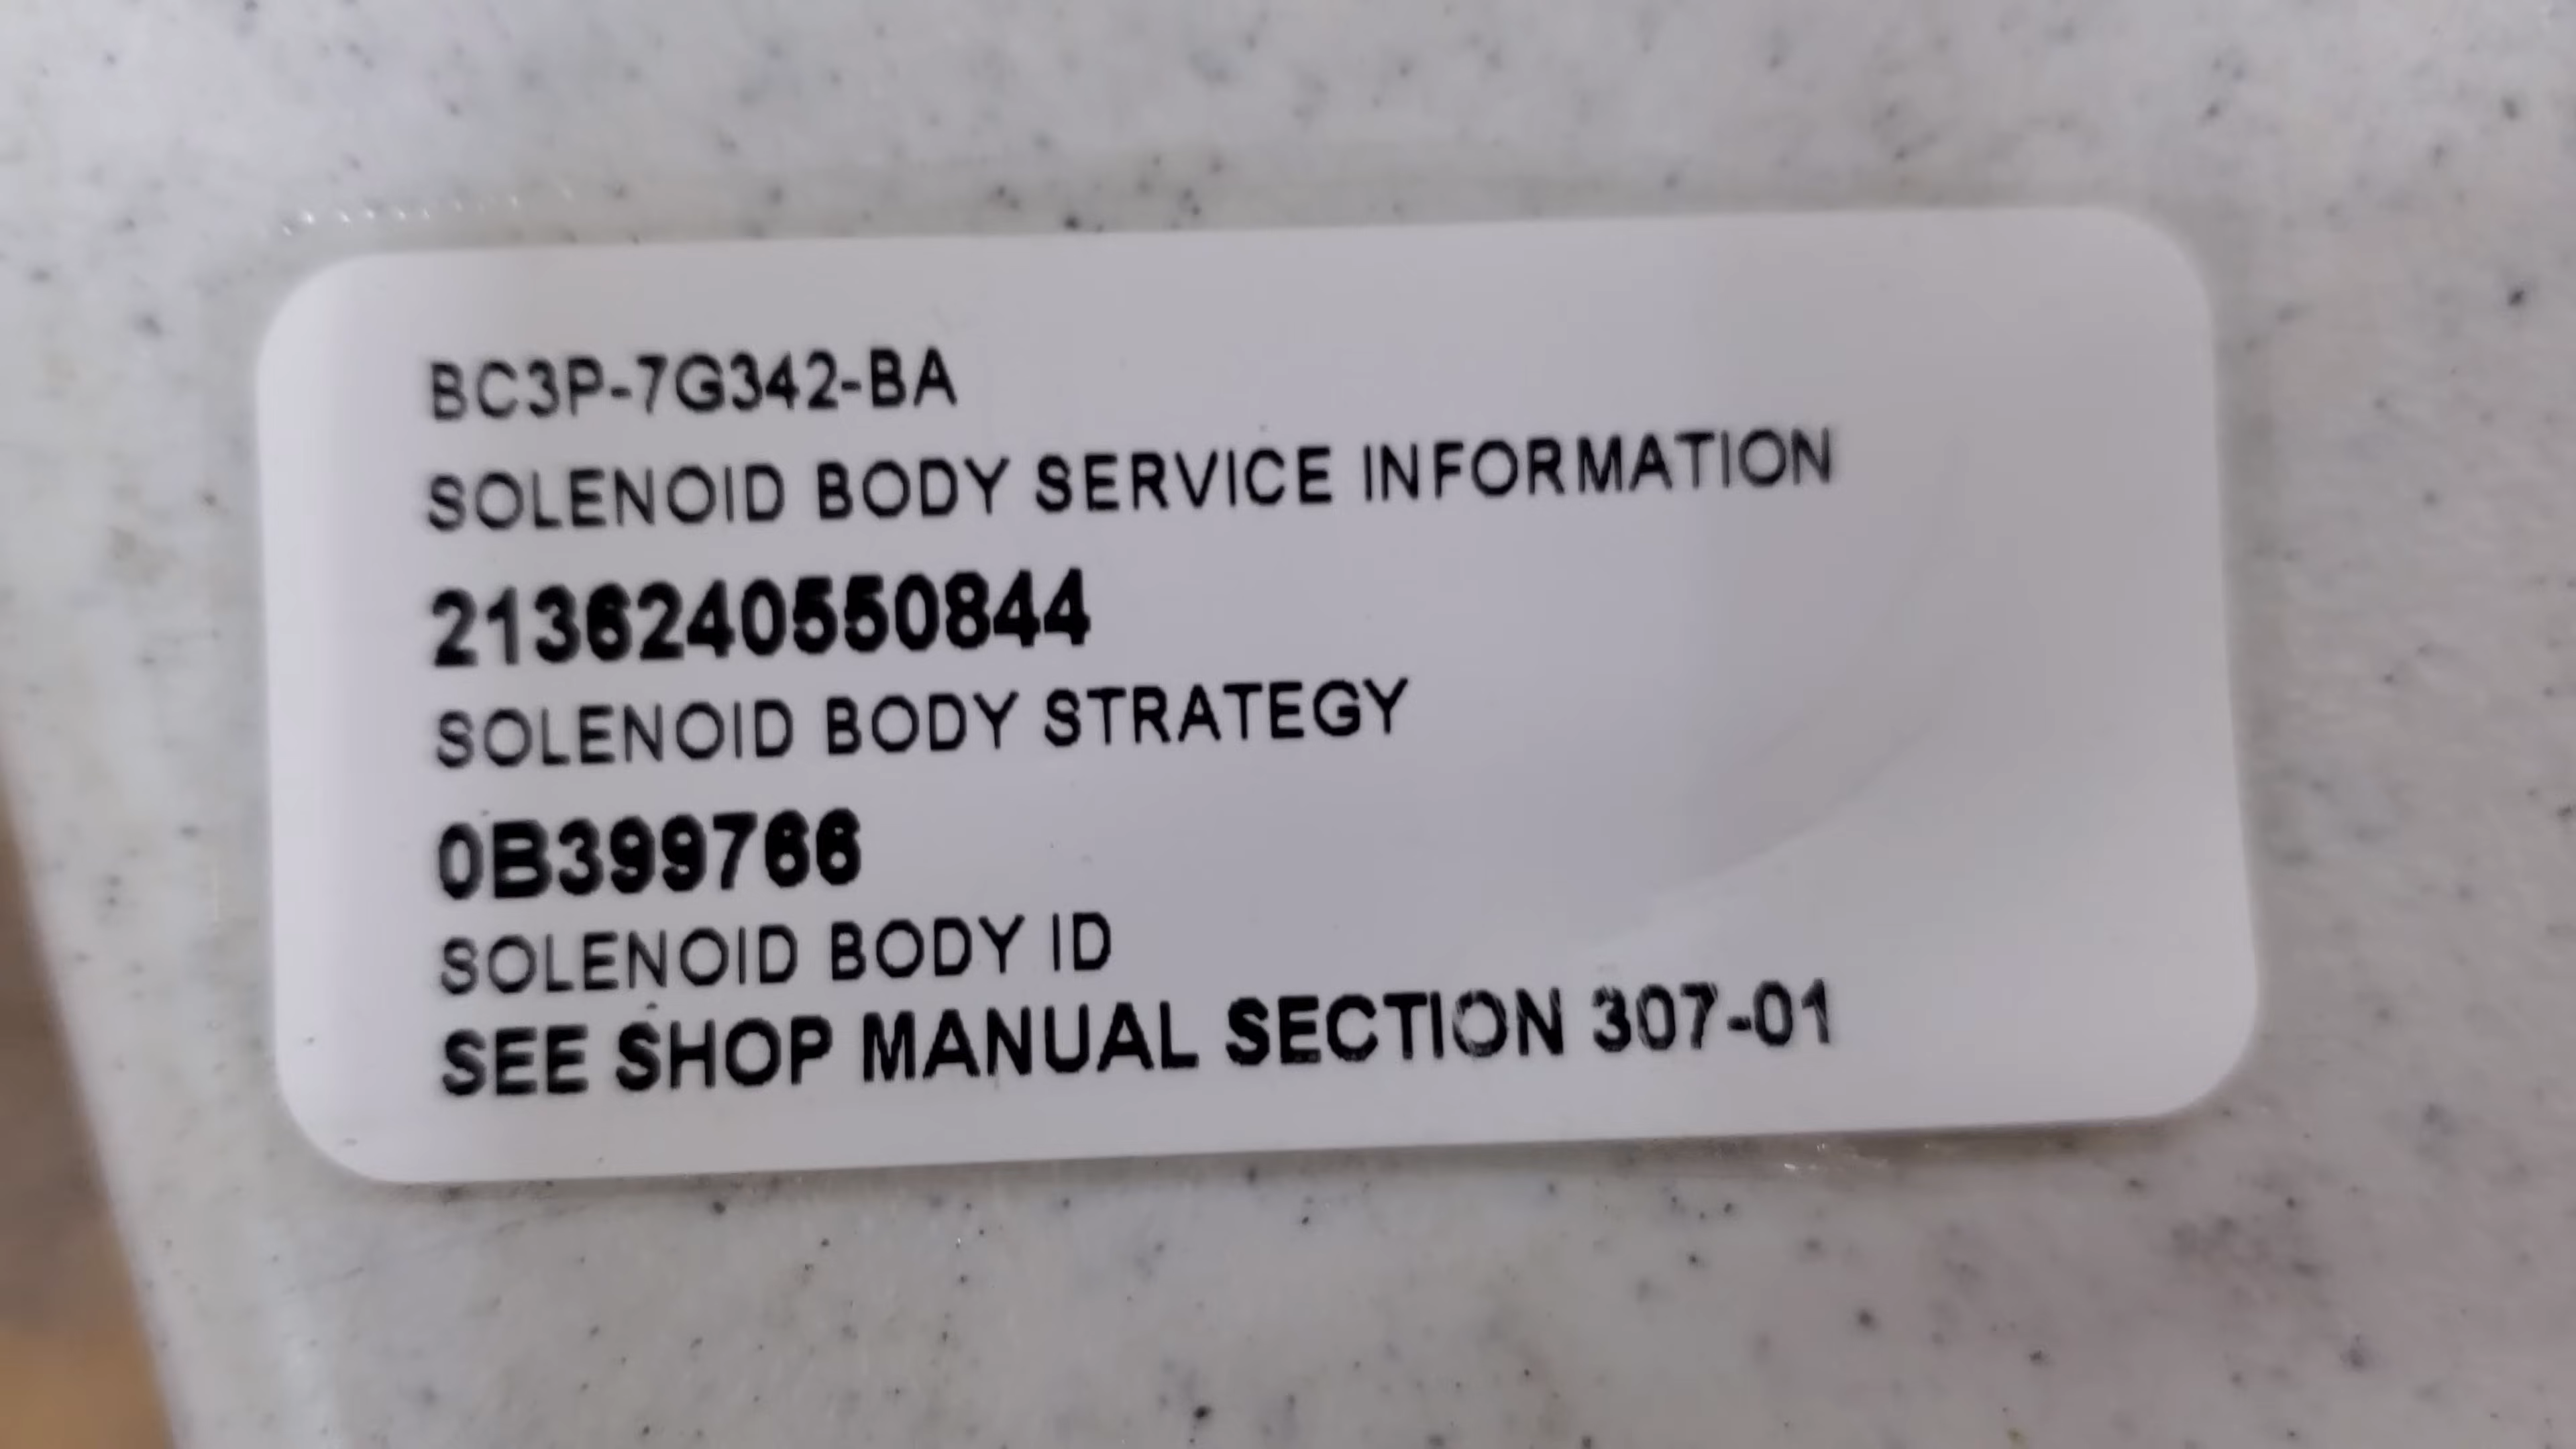 BC3P-7G342-BA
SOLENOID BODY SERVICE INFORMATION
2136240550844
SOLENOID BODY STRATEGY
0B399766
SOLENOID BODY ID
SEE SHOP MANUAL SECTION 307-01